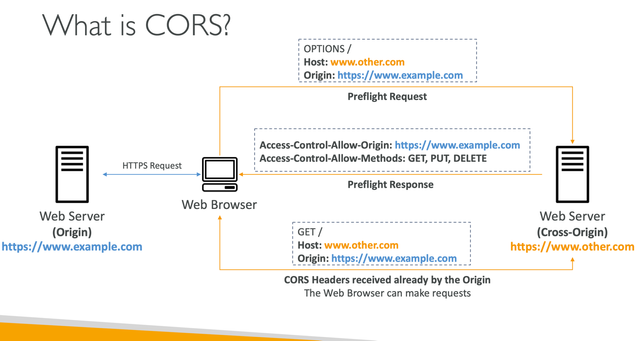 What is CORS?
OPTIONS /
Host: www.other.com
Origin: https://www.example.com
Preflight Request
Access-Control-Allow-Origin: https://www.example.com
Access-Control-Allow-Methods: GET, PUT, DELETE
Preflight Response
HTTPS Request
Web Browser
Web Server
(Origin)
https://www.example.com
Web Server
(Cross-Origin)
https://www.other.com
GET /
Host: www.other.com
Origin: https://www.example.com
CORS Headers received already by the Origin
The Web Browser can make requests